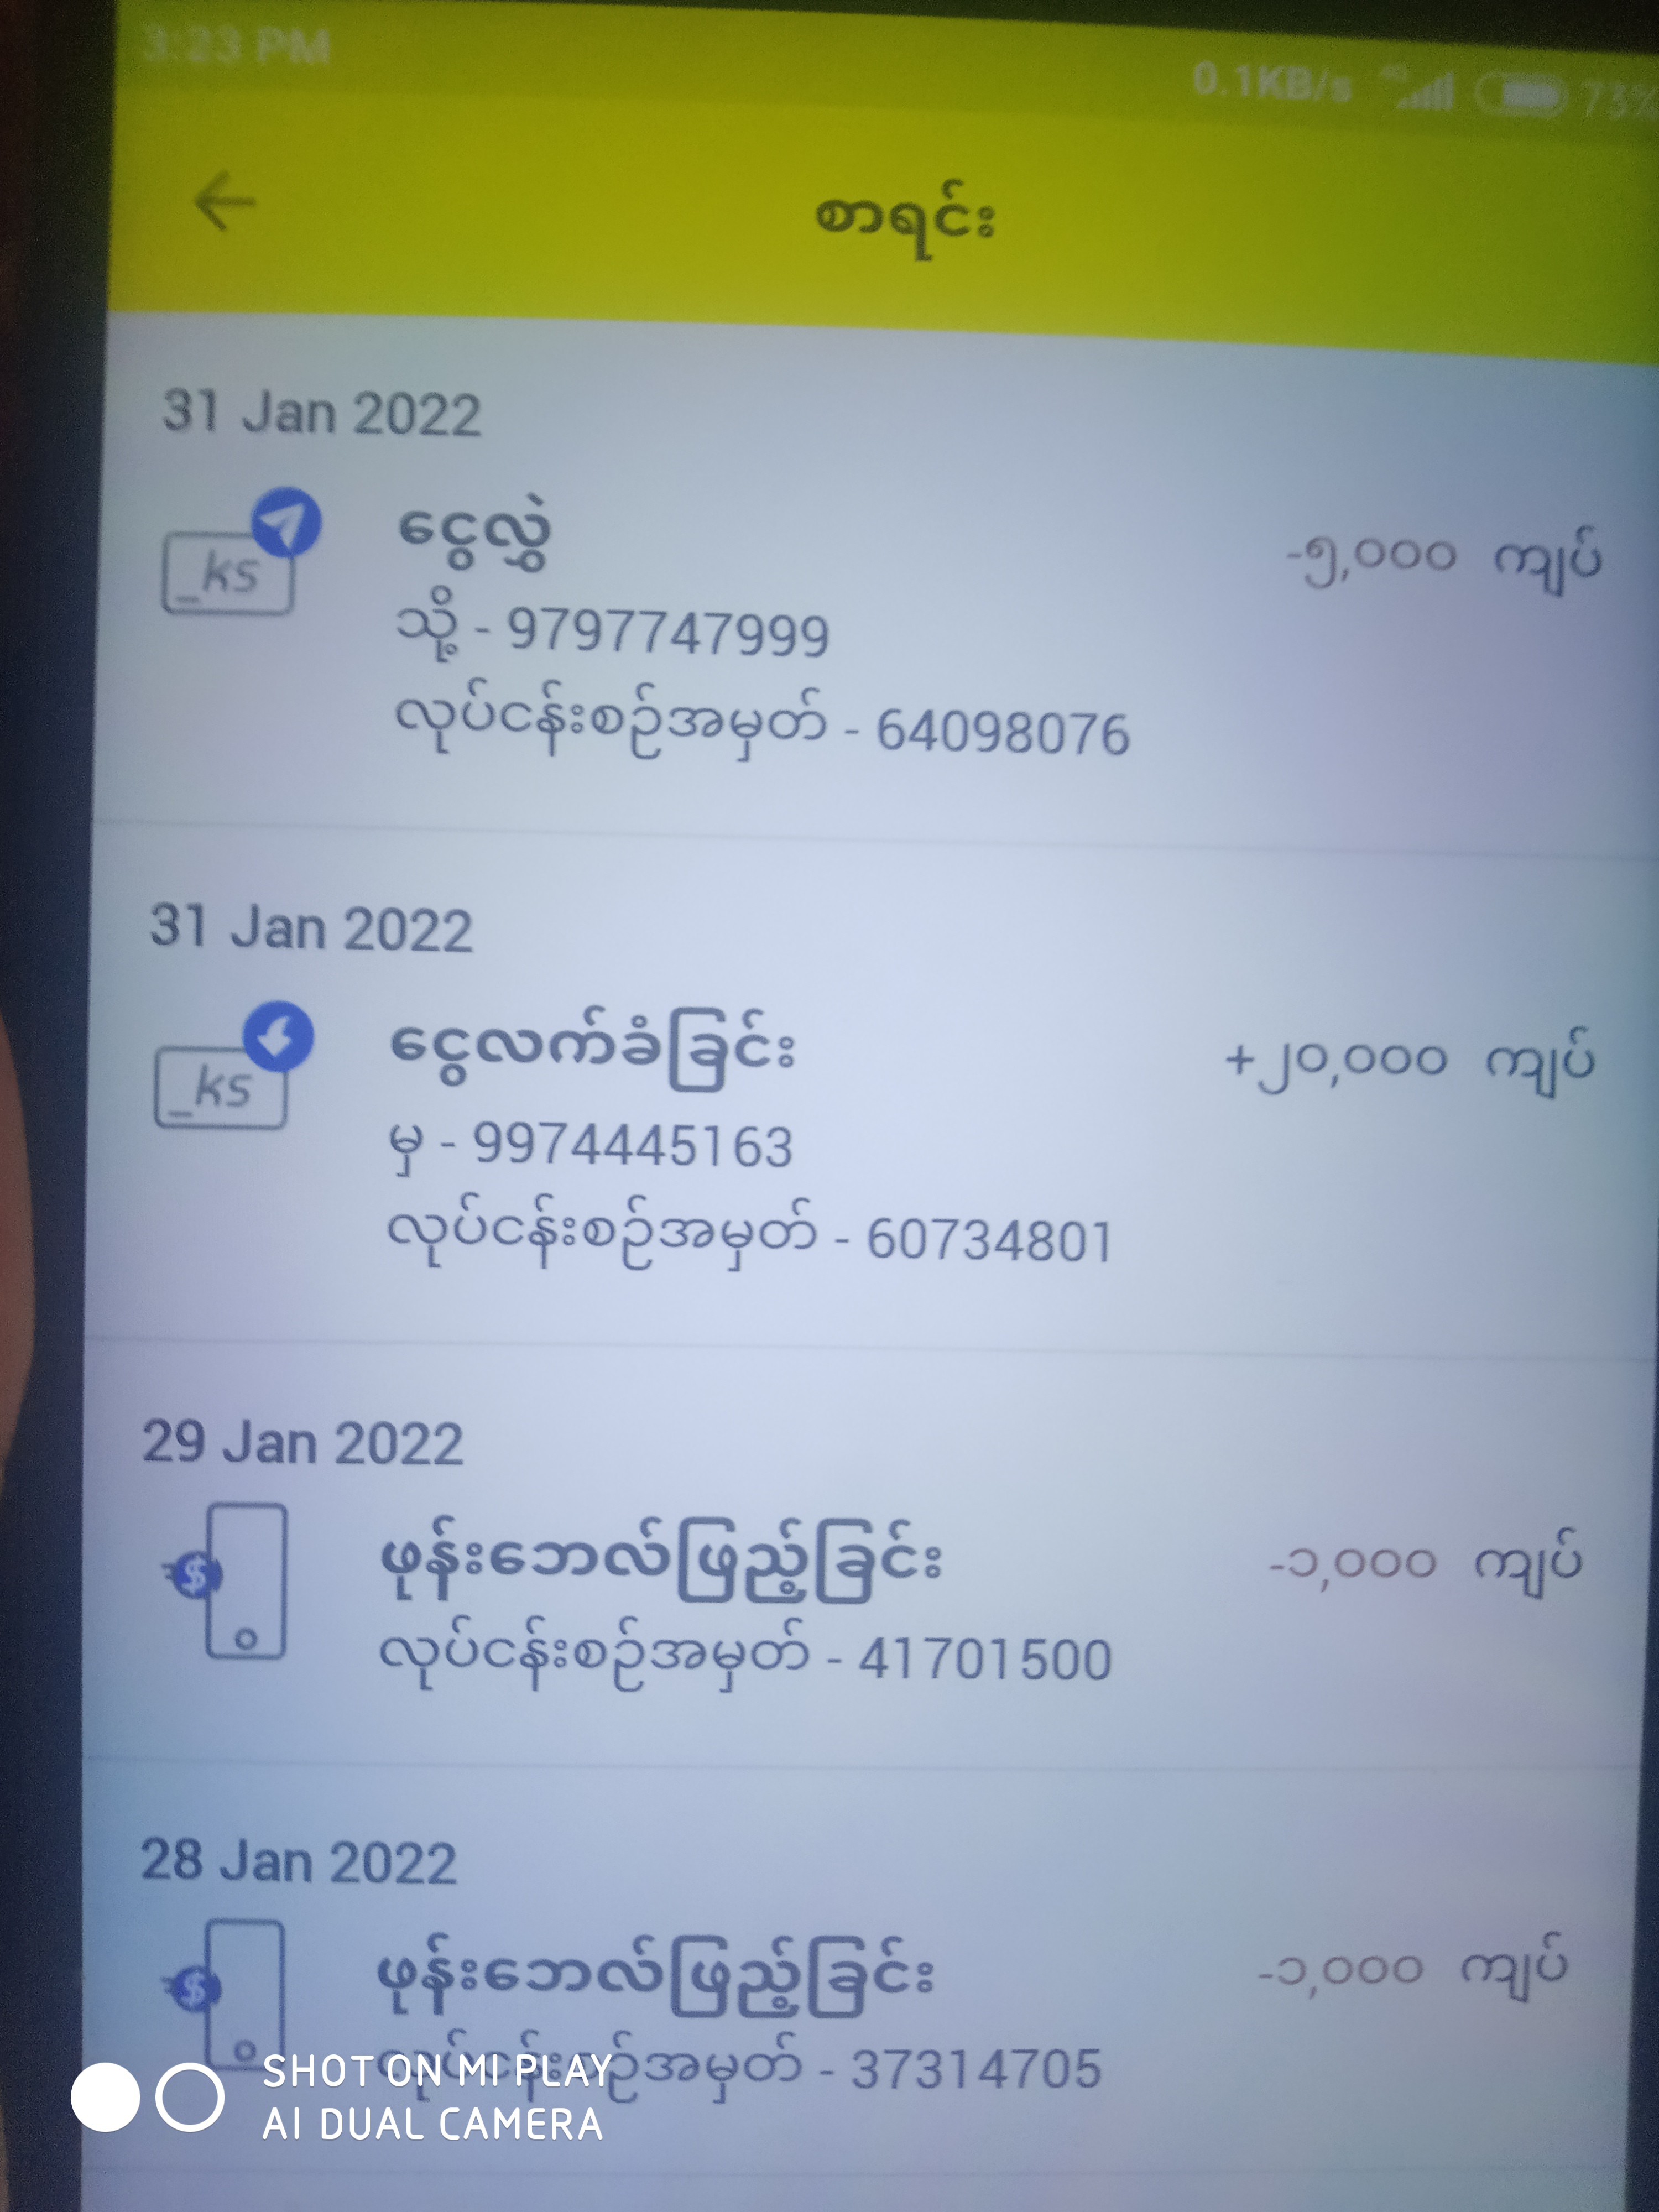 3:23 PM
0.1KB/s 4G 73%
စာရင်း
31 Jan 2022
_ks
ငွေလွှဲ
-၅,၀၀၀ ကျပ်
သို့ - 9797747999
လုပ်ငန်းစဉ်အမှတ် - 64098076
31 Jan 2022
_ks
ငွေလက်ခံခြင်း
+၂၀,၀၀၀ ကျပ်
မှ - 9974445163
လုပ်ငန်းစဉ်အမှတ် - 60734801
29 Jan 2022
$
ဖုန်းဘေလ်ဖြည့်ခြင်း
-၁,၀၀၀ ကျပ်
လုပ်ငန်းစဉ်အမှတ် - 41701500
28 Jan 2022
$
ဖုန်းဘေလ်ဖြည့်ခြင်း
-၁,၀၀၀ ကျပ်
လုပ်ငန်းစဉ်အမှတ် - 37314705
SHOT ON MI PLAY
AI DUAL CAMERA